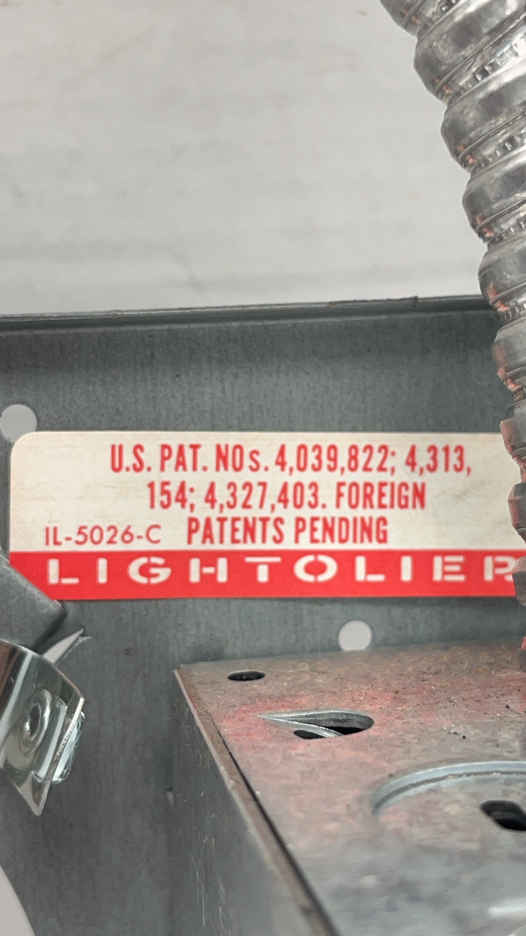 U.S. PAT. NOs. 4,039,822; 4,313,
154; 4,327,403. FOREIGN
IL-5026-C PATENTS PENDING
LIGHTOLIER